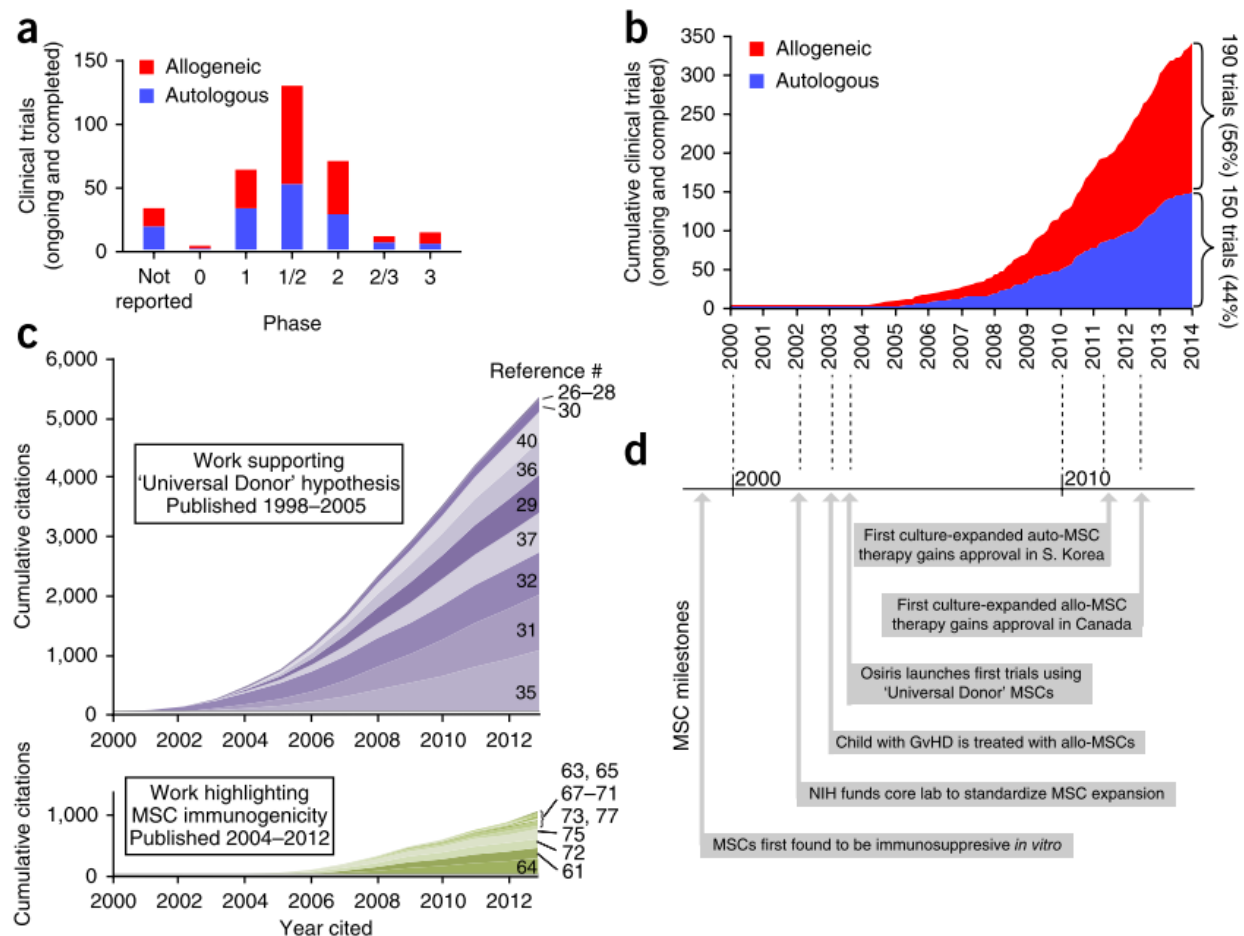 a
Clinical trials
(ongoing and completed)
150
100
50
0
Allogeneic
Autologous
Not
reported
0
1
1/2
2
2/3
3
Phase
b
Cumulative clinical trials
(ongoing and completed)
350
300
250
200
150
100
50
0
Allogeneic
Autologous
190 trials (56%)
150 trials (44%)
2000
2001
2002
2003
2004
2005
2006
2007
2008
2009
2010
2011
2012
2013
2014
c
Cumulative citations
6,000
5,000
4,000
3,000
2,000
1,000
0
Work supporting
'Universal Donor' hypothesis
Published 1998–2005
Reference #
26–28
30
40
36
29
37
32
31
35
2000
2002
2004
2006
2008
2010
2012
Cumulative citations
1,000
0
Work highlighting
MSC immunogenicity
Published 2004–2012
63, 65
67–71
73, 77
75
72
61
64
2000
2002
2004
2006
2008
2010
2012
Year cited
d
MSC milestones
2000
2010
First culture-expanded auto-MSC
therapy gains approval in S. Korea
First culture-expanded allo-MSC
therapy gains approval in Canada
Osiris launches first trials using
'Universal Donor' MSCs
Child with GvHD is treated with allo-MSCs
NIH funds core lab to standardize MSC expansion
MSCs first found to be immunosuppresive in vitro